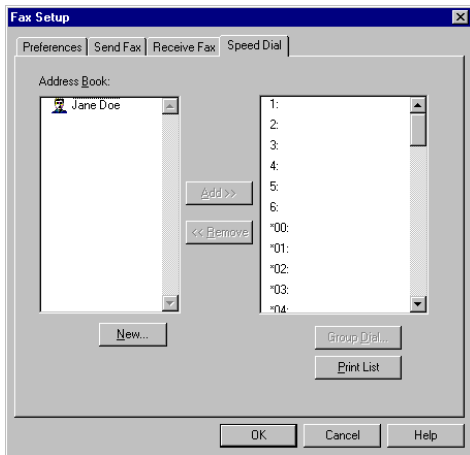 Fax Setup
Preferences Send Fax Receive Fax Speed Dial
Address Book:
Jane Doe
1:
2:
3:
4:
5:
6:
*00:
*01:
*02:
*03:
*04:
Add >>
<< Remove
New...
Group Dial...
Print List
OK Cancel Help